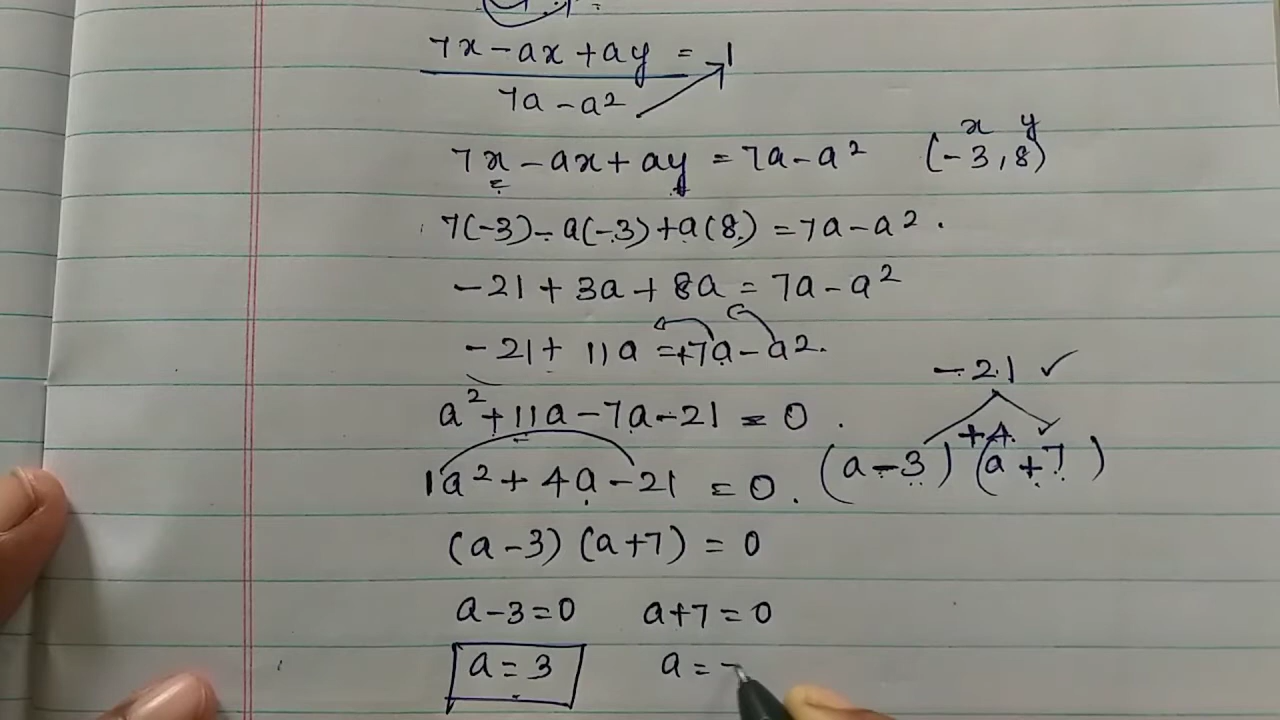 7x - ax + ay = 1
7a - a²
7x - ax + ay = 7a - a²
x y
(-3, 8)
7(-3) - a(-3) + a(8) = 7a - a².
-21 + 3a + 8a = 7a - a²
-21 + 11a = +7a - a².
-21 ✓
a² + 11a - 7a - 21 = 0.
+4. ✓
1a² + 4a - 21 = 0.
(a - 3) (a + 7)
(a - 3) (a + 7) = 0
a - 3 = 0 a + 7 = 0
a = 3 a = -